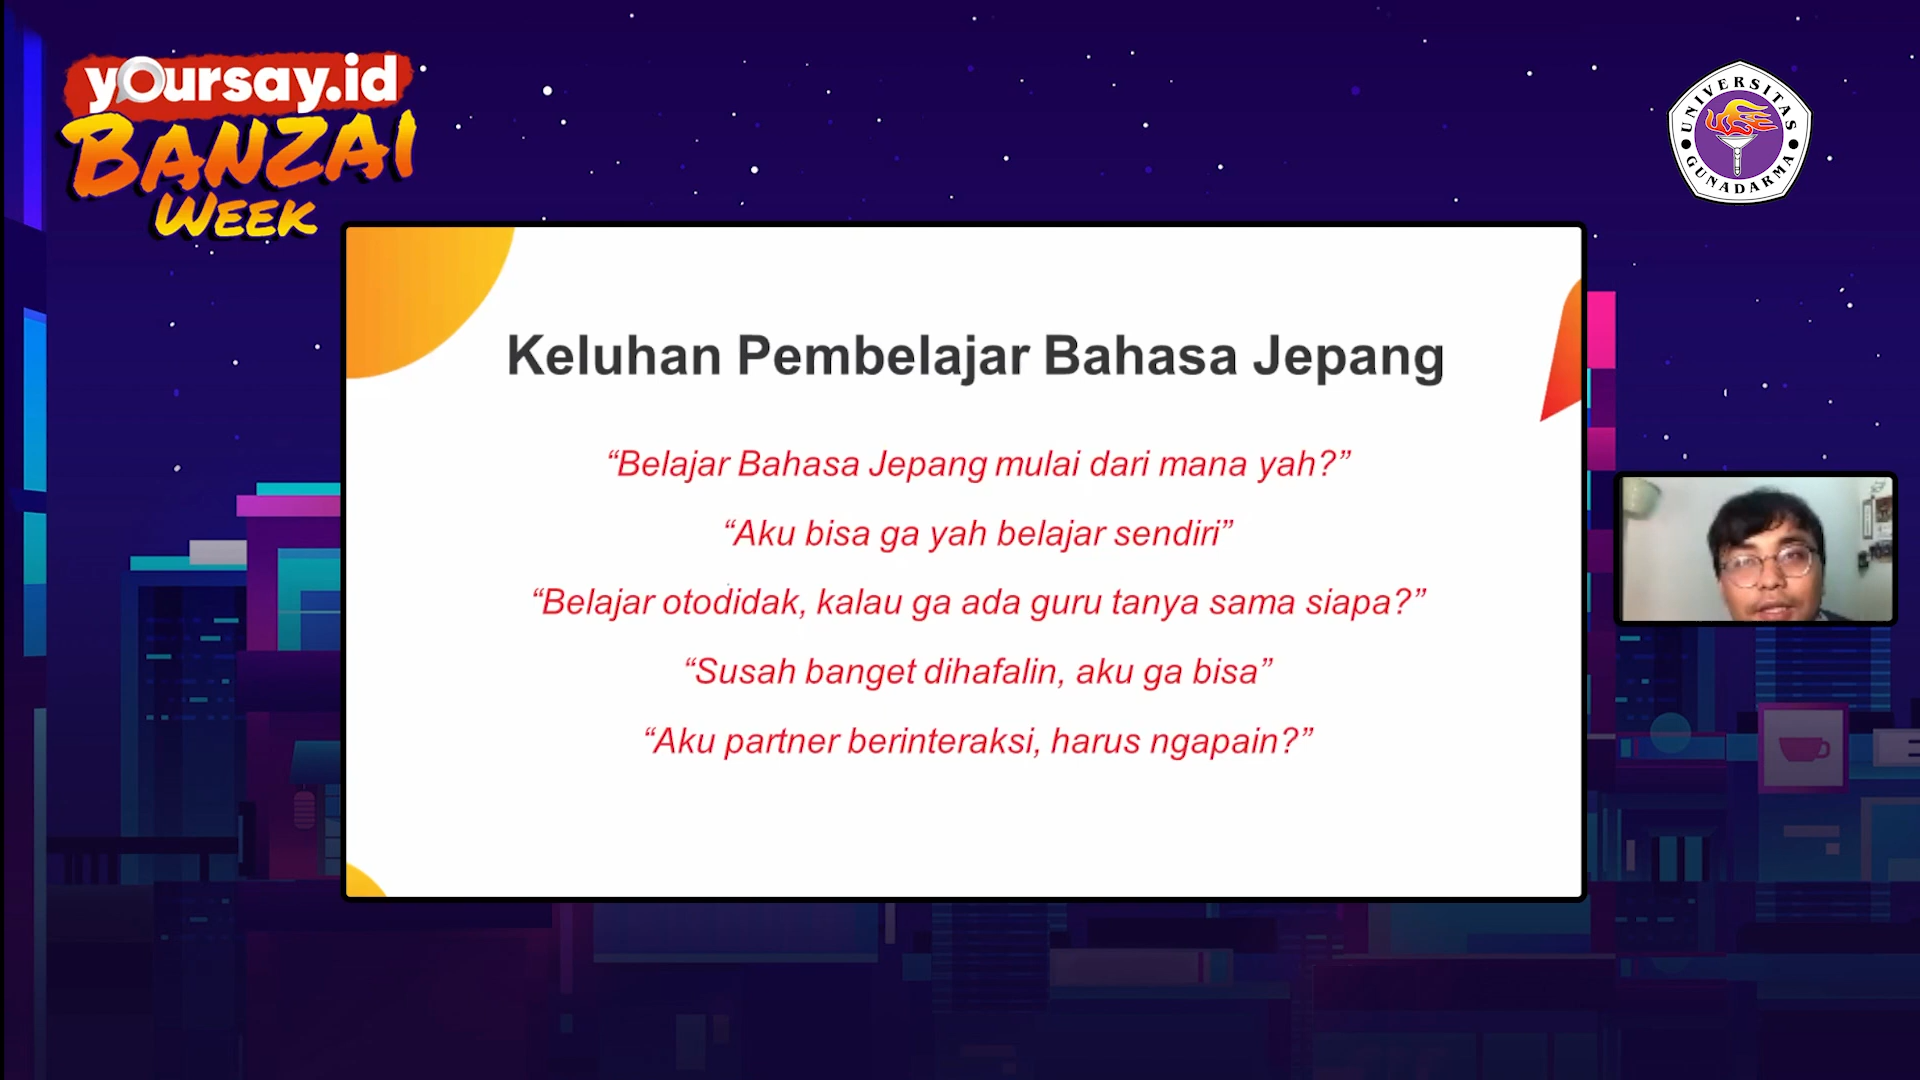 yoursay.id
BANZAI
WEEK
UNIVERSITAS
GUNADARMA
Keluhan Pembelajar Bahasa Jepang
“Belajar Bahasa Jepang mulai dari mana yah?”
“Aku bisa ga yah belajar sendiri”
“Belajar otodidak, kalau ga ada guru tanya sama siapa?”
“Susah banget dihafalin, aku ga bisa”
“Aku partner berinteraksi, harus ngapain?”